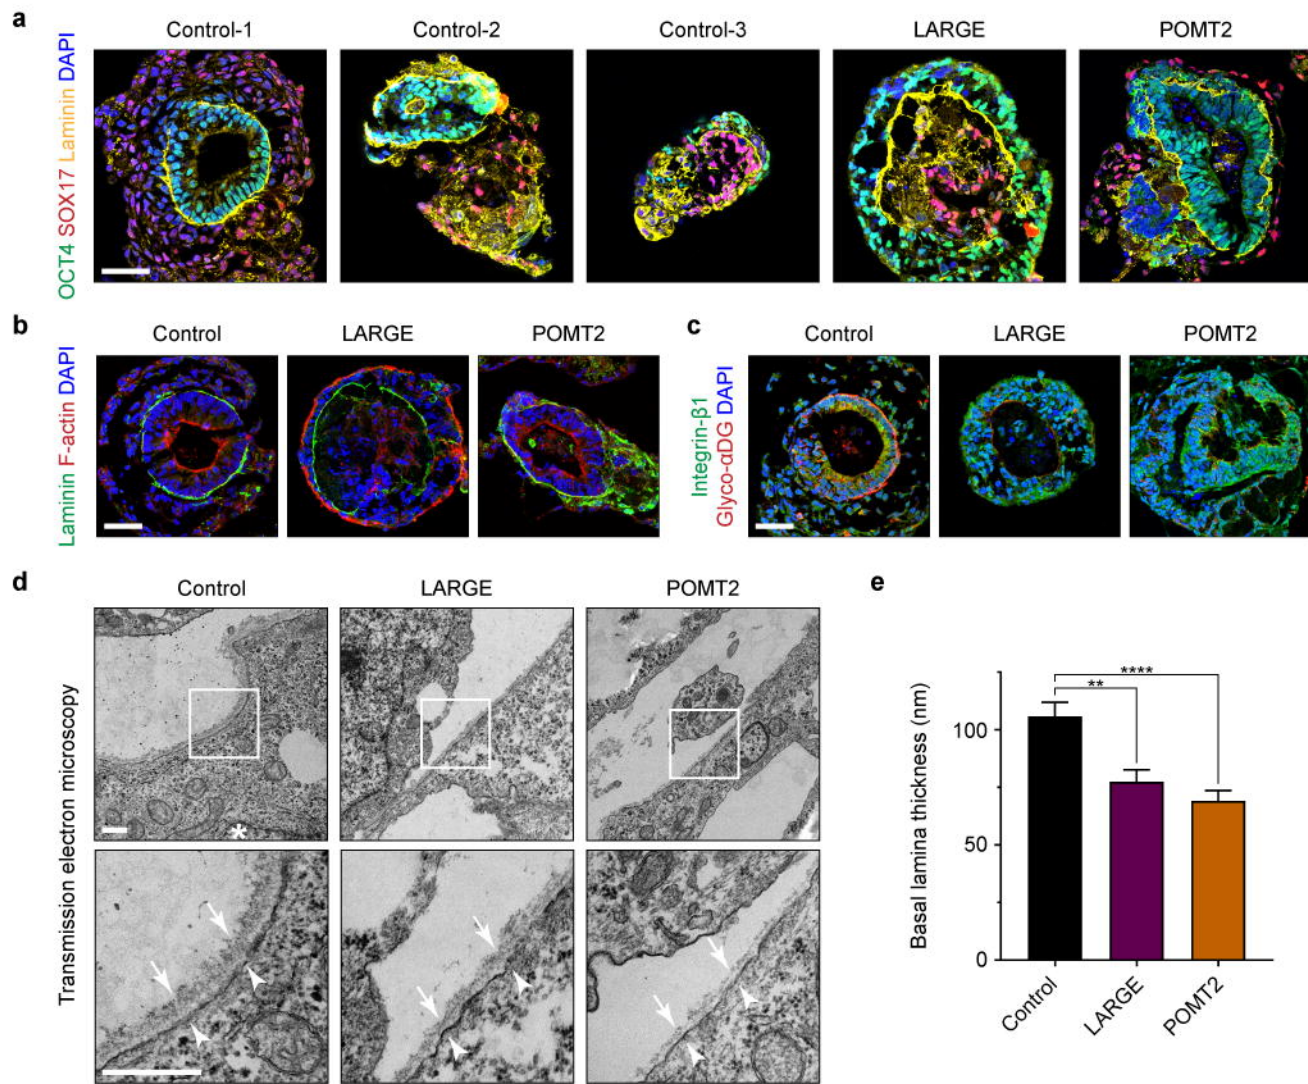 a
Control-1 Control-2 Control-3 LARGE POMT2
OCT4 SOX17 Laminin DAPI
b
Control LARGE POMT2
Laminin F-actin DAPI
c
Control LARGE POMT2
Integrin-β1
Glyco-αDG DAPI
d
Control LARGE POMT2
Transmission electron microscopy
*
e
Basal lamina thickness (nm)
****
**
100
50
0
Control
LARGE
POMT2